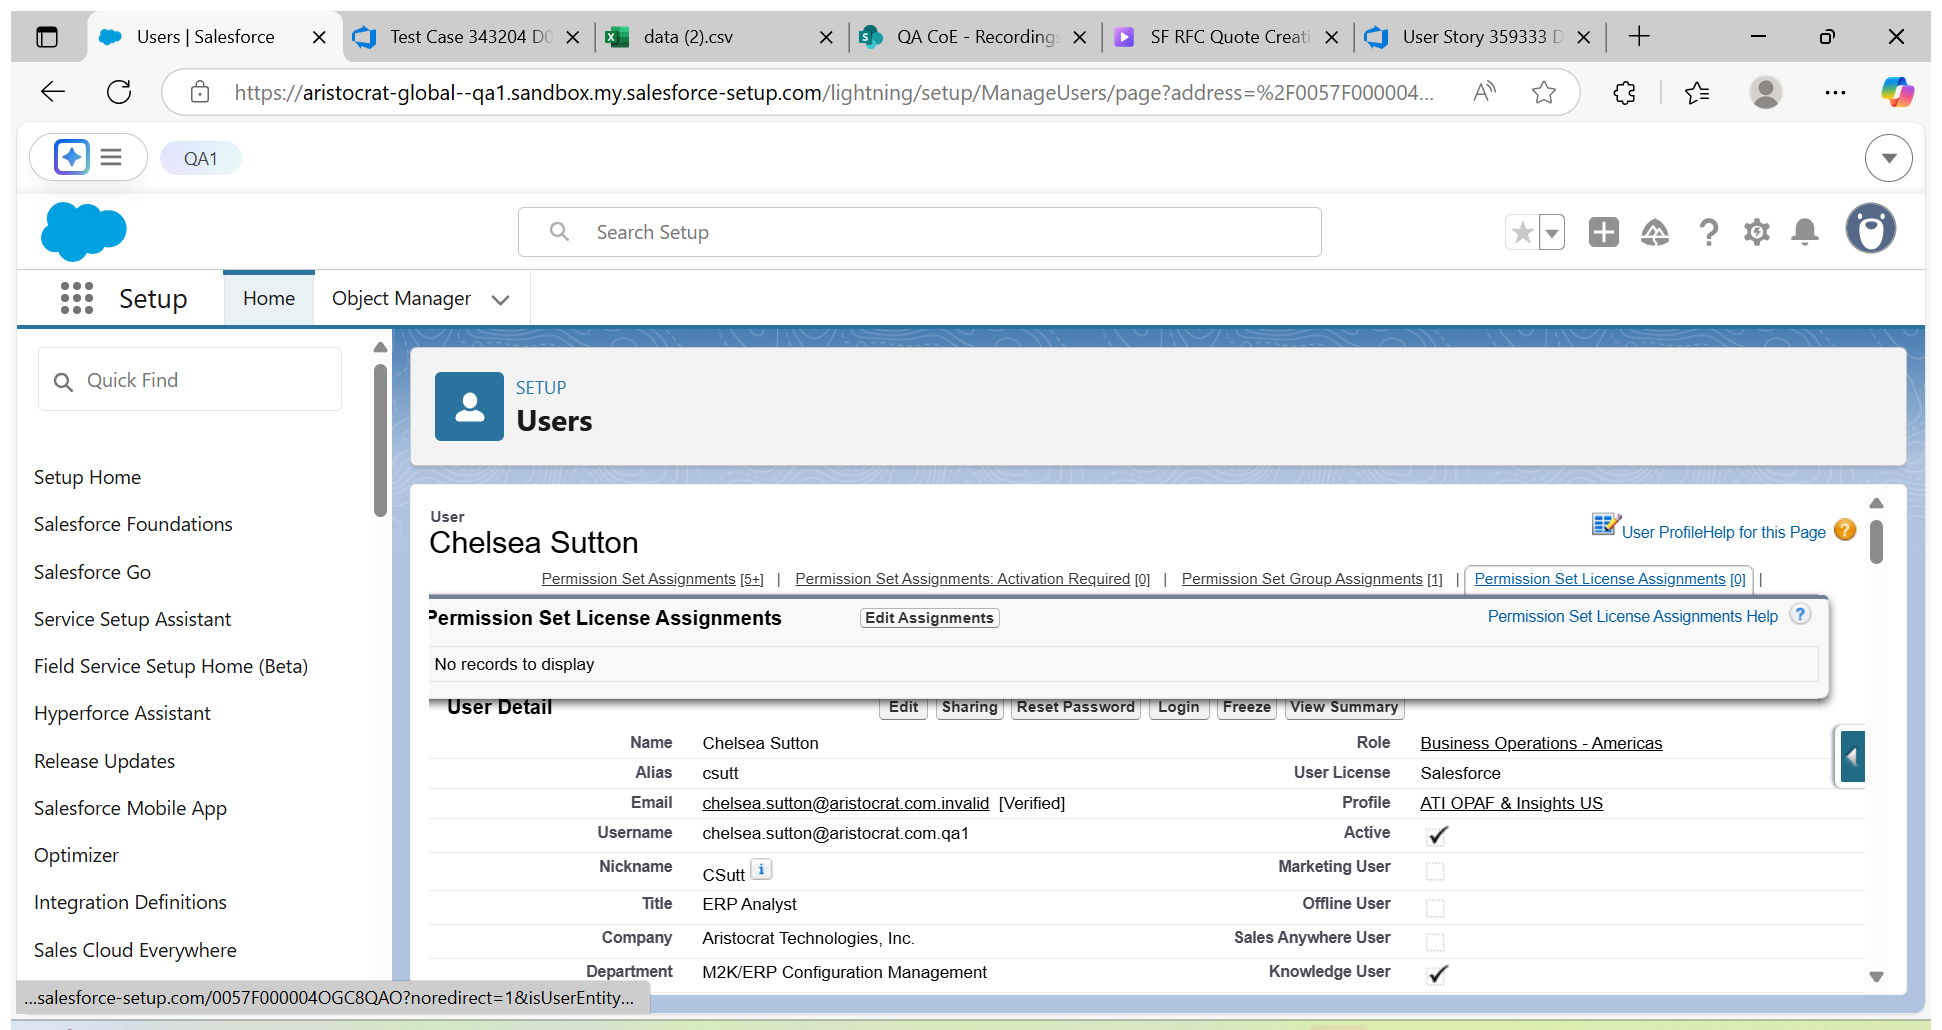 Users | Salesforce
Test Case 343204 D0
data (2).csv
QA CoE - Recordings
SF RFC Quote Creati
User Story 359333 D
https://aristocrat-global--qa1.sandbox.my.salesforce-setup.com/lightning/setup/ManageUsers/page?address=%2F0057F000004...
QA1
Search Setup
Setup
Home
Object Manager
Quick Find
Setup Home
Salesforce Foundations
Salesforce Go
Service Setup Assistant
Field Service Setup Home (Beta)
Hyperforce Assistant
Release Updates
Salesforce Mobile App
Optimizer
Integration Definitions
Sales Cloud Everywhere
SETUP
Users
User
Chelsea Sutton
User Profile Help for this Page
Permission Set Assignments [5+] | Permission Set Assignments: Activation Required [0] | Permission Set Group Assignments [1] | Permission Set License Assignments [0] |
Permission Set License Assignments
Edit Assignments
Permission Set License Assignments Help
No records to display
User Detail
Edit Sharing Reset Password Login Freeze View Summary
Name Chelsea Sutton Role Business Operations - Americas
Alias csutt User License Salesforce
Email chelsea.sutton@aristocrat.com.invalid [Verified] Profile ATI OPAF & Insights US
Username chelsea.sutton@aristocrat.com.qa1 Active
Nickname CSutt Marketing User
Title ERP Analyst Offline User
Company Aristocrat Technologies, Inc. Sales Anywhere User
Department M2K/ERP Configuration Management Knowledge User
...salesforce-setup.com/0057F000004OGC8QAO?noredirect=1&isUserEntity...